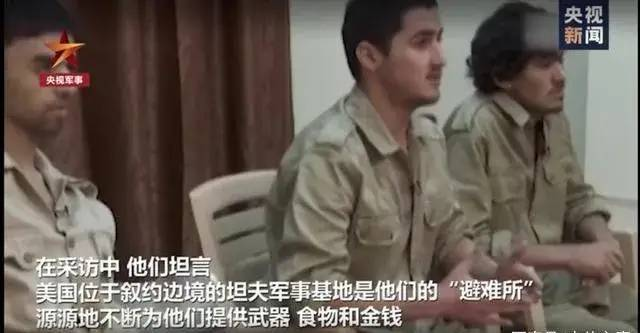 央视军事
央视
新闻
在采访中 他们坦言
美国位于叙约边境的坦夫军事基地是他们的“避难所”
源源地不断为他们提供武器 食物和金钱